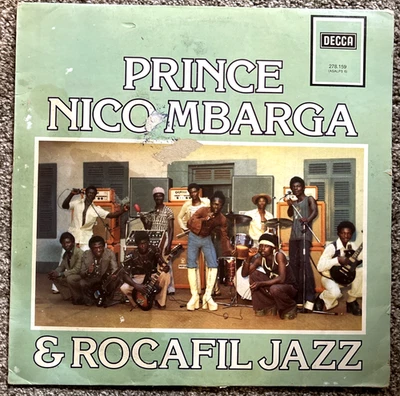 DECCA
278.159
PRINCE
NICO MBARGA
& ROCAFIL JAZZ